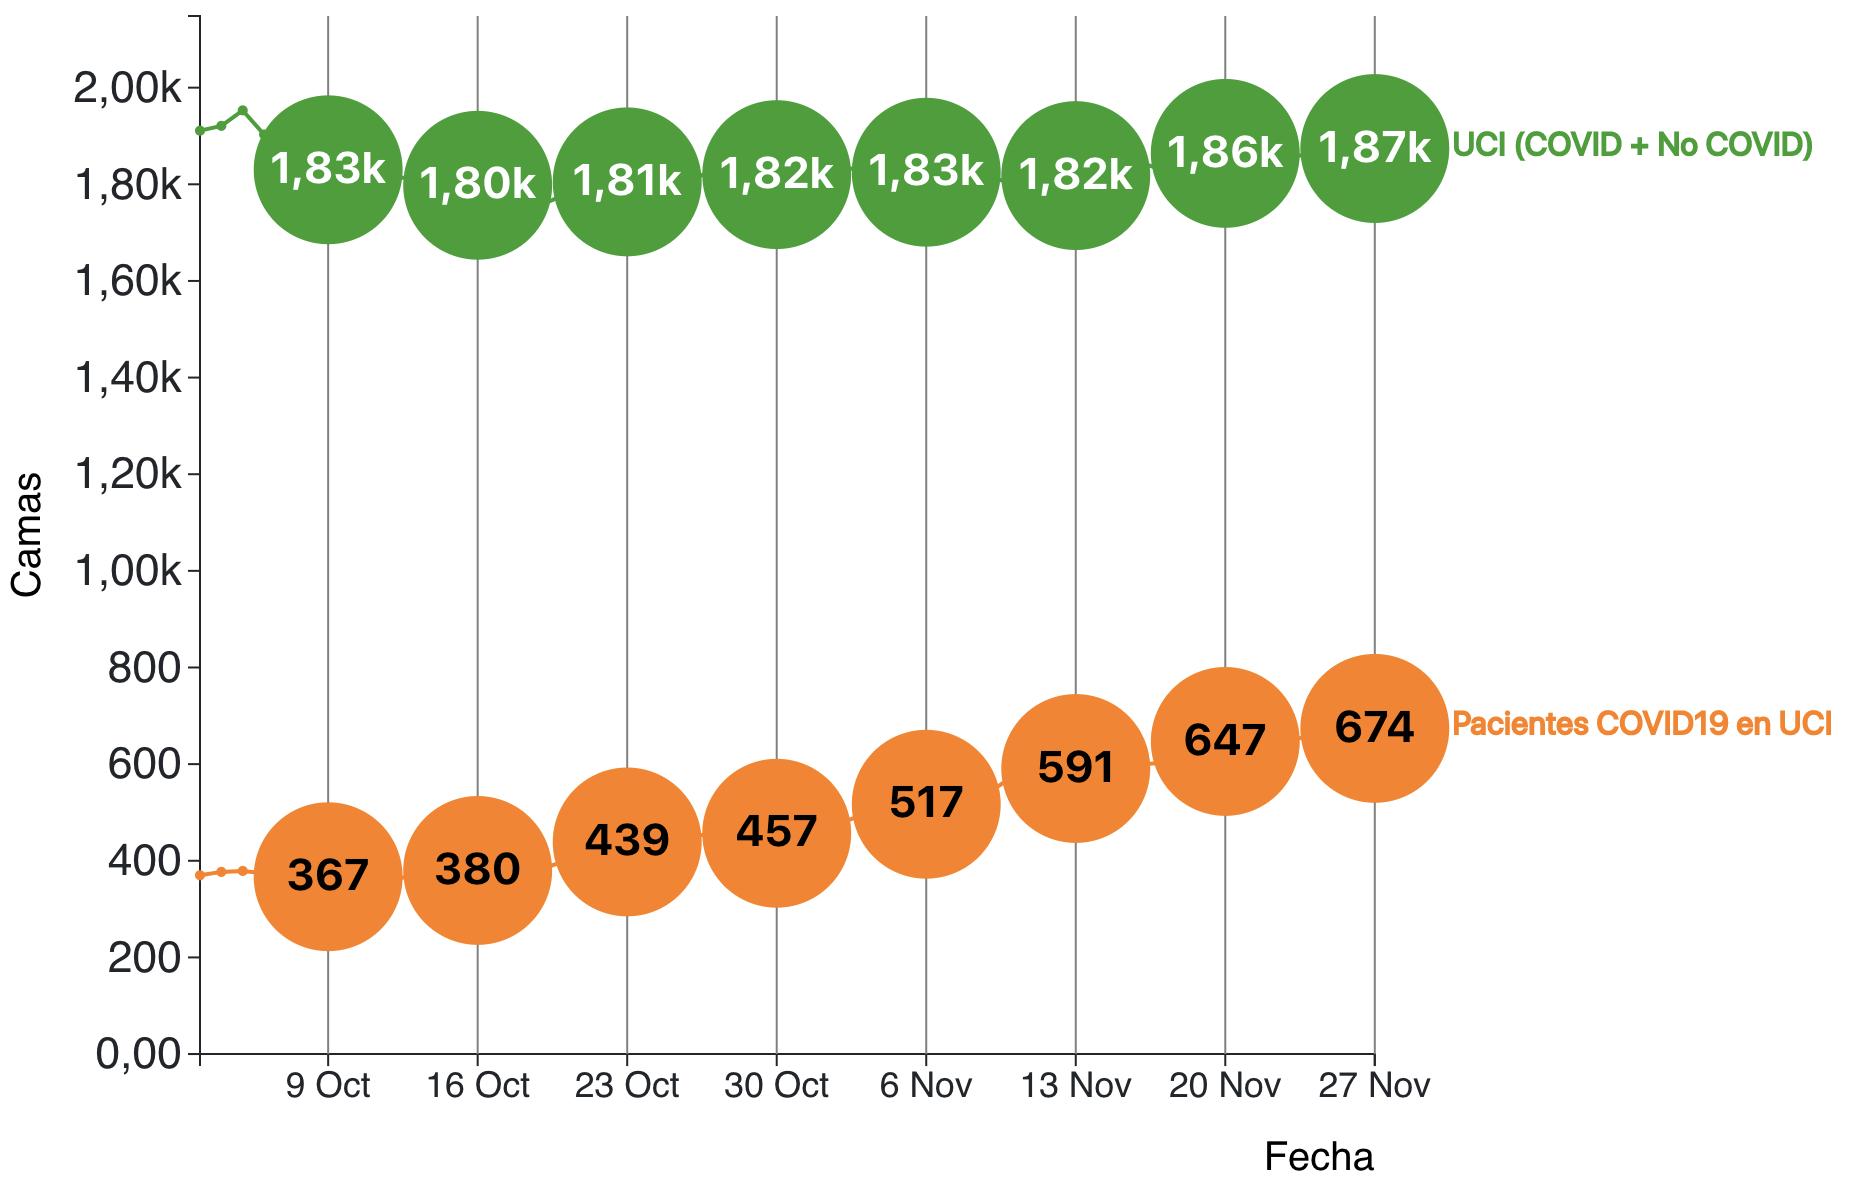 2,00k
1,80k
1,60k
1,40k
1,20k
1,00k
800
600
400
200
0,00
Camas
1,83k 1,80k 1,81k 1,82k 1,83k 1,82k 1,86k 1,87k
UCI (COVID + No COVID)
367 380 439 457 517 591 647 674
Pacientes COVID19 en UCI
9 Oct 16 Oct 23 Oct 30 Oct 6 Nov 13 Nov 20 Nov 27 Nov
Fecha